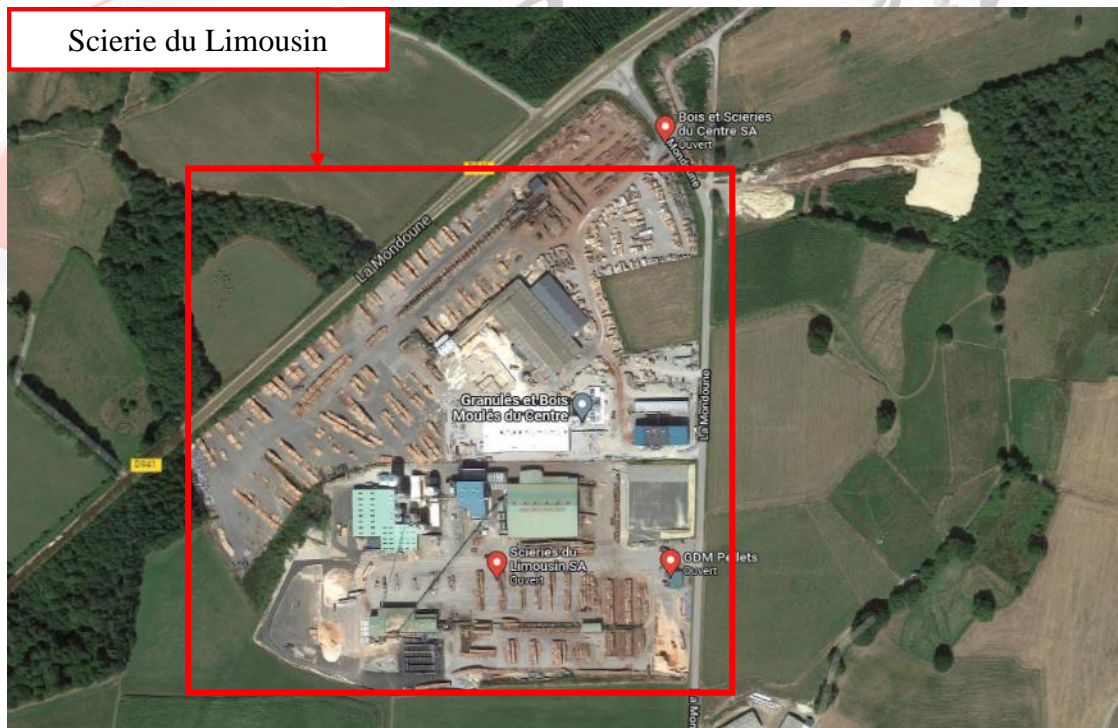 Scierie du Limousin
Bois et Scieries
du Centre SA
Ouvert
Mondoune
La Mondoune
Granulés et Bois
Moulés du Centre
La Mondoune
D941
Scieries du
Limousin SA
Ouvert
GDM Pellets
Ouvert
La Mon